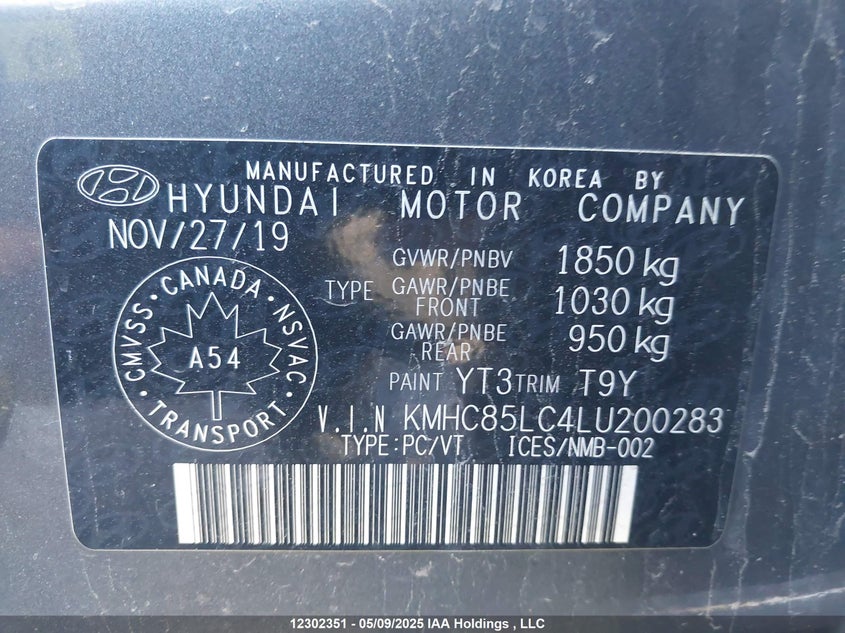 MANUFACTURED IN KOREA BY
HYUNDAI MOTOR COMPANY
NOV/27/19
GVWR/PNBV 1850 kg
TYPE GAWR/PNBE FRONT 1030 kg
GAWR/PNBE REAR 950 kg
PAINT YT3 TRIM T9Y
CMVSS · CANADA · NSVAC · TRANSPORT ·
A54
V.I.N KMHC85LC4LU200283
TYPE:PC/VT ICES/NMB-002
12302351 - 05/09/2025 IAA Holdings , LLC